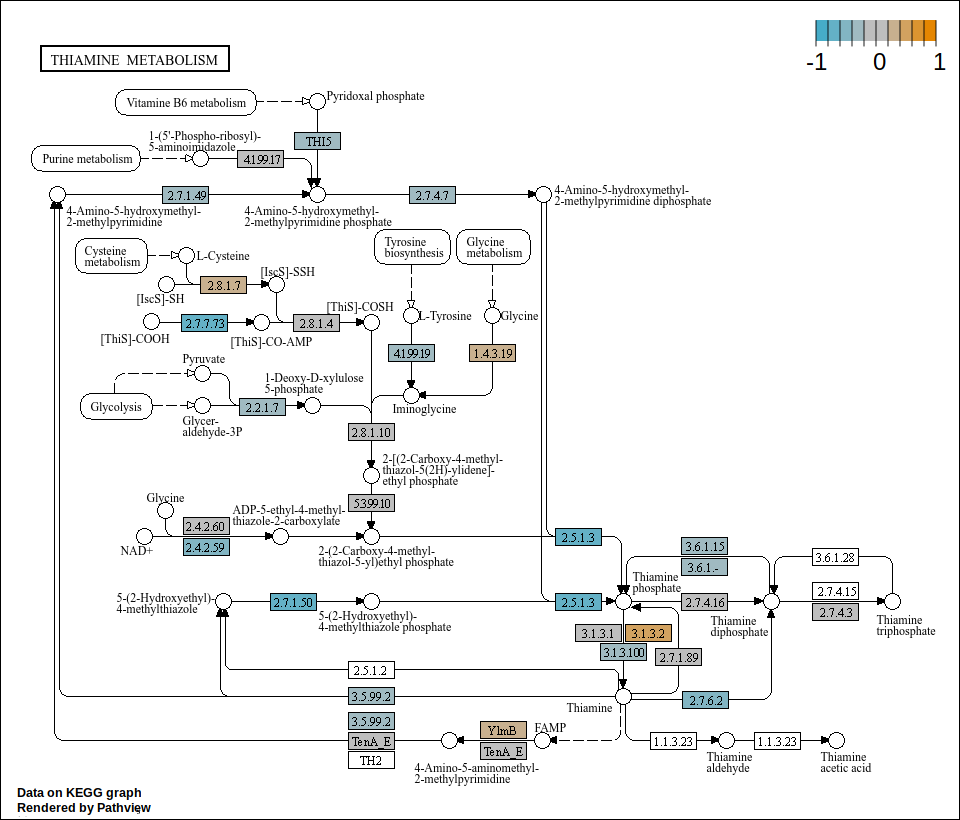 -1 0 1
THIAMINE METABOLISM
Vitamine B6 metabolism
Pyridoxal phosphate
1-(5'-Phospho-ribosyl)-
5-aminoimidazole
THI5
Purine metabolism
4.1.99.17
2.7.1.49
2.7.4.7
4-Amino-5-hydroxymethyl-
2-methylpyrimidine
4-Amino-5-hydroxymethyl-
2-methylpyrimidine phosphate
4-Amino-5-hydroxymethyl-
2-methylpyrimidine diphosphate
Cysteine
metabolism
L-Cysteine
Tyrosine
biosynthesis
Glycine
metabolism
[IscS]-SH
2.8.1.7
[IscS]-SSH
[ThiS]-COOH
2.7.7.73
[ThiS]-CO-AMP
2.8.1.4
[ThiS]-COSH
L-Tyrosine
Glycine
4.1.99.19
1.4.3.19
Pyruvate
Glycolysis
Glycer-
aldehyde-3P
2.2.1.7
1-Deoxy-D-xylulose
5-phosphate
Iminoglycine
2.8.1.10
2-[(2-Carboxy-4-methyl-
thiazol-5(2H)-ylidene]-
ethyl phosphate
5.3.99.10
Glycine
NAD+
2.4.2.60
2.4.2.59
ADP-5-ethyl-4-methyl-
thiazole-2-carboxylate
2-(2-Carboxy-4-methyl-
thiazol-5-yl)ethyl phosphate
2.5.1.3
5-(2-Hydroxyethyl)-
4-methylthiazole
2.7.1.50
5-(2-Hydroxyethyl)-
4-methylthiazole phosphate
2.5.1.3
Thiamine
phosphate
3.6.1.15
3.6.1.-
2.7.4.16
Thiamine
diphosphate
3.6.1.28
2.7.4.15
2.7.4.3
Thiamine
triphosphate
3.1.3.1
3.1.3.2
3.1.3.100
2.7.1.89
2.5.1.2
3.5.99.2
Thiamine
2.7.6.2
3.5.99.2
TenA_E
TH2
4-Amino-5-aminomethyl-
2-methylpyrimidine
YlmB
TenA_E
FAMP
1.1.3.23
Thiamine
aldehyde
1.1.3.23
Thiamine
acetic acid
Data on KEGG graph
Rendered by Pathview